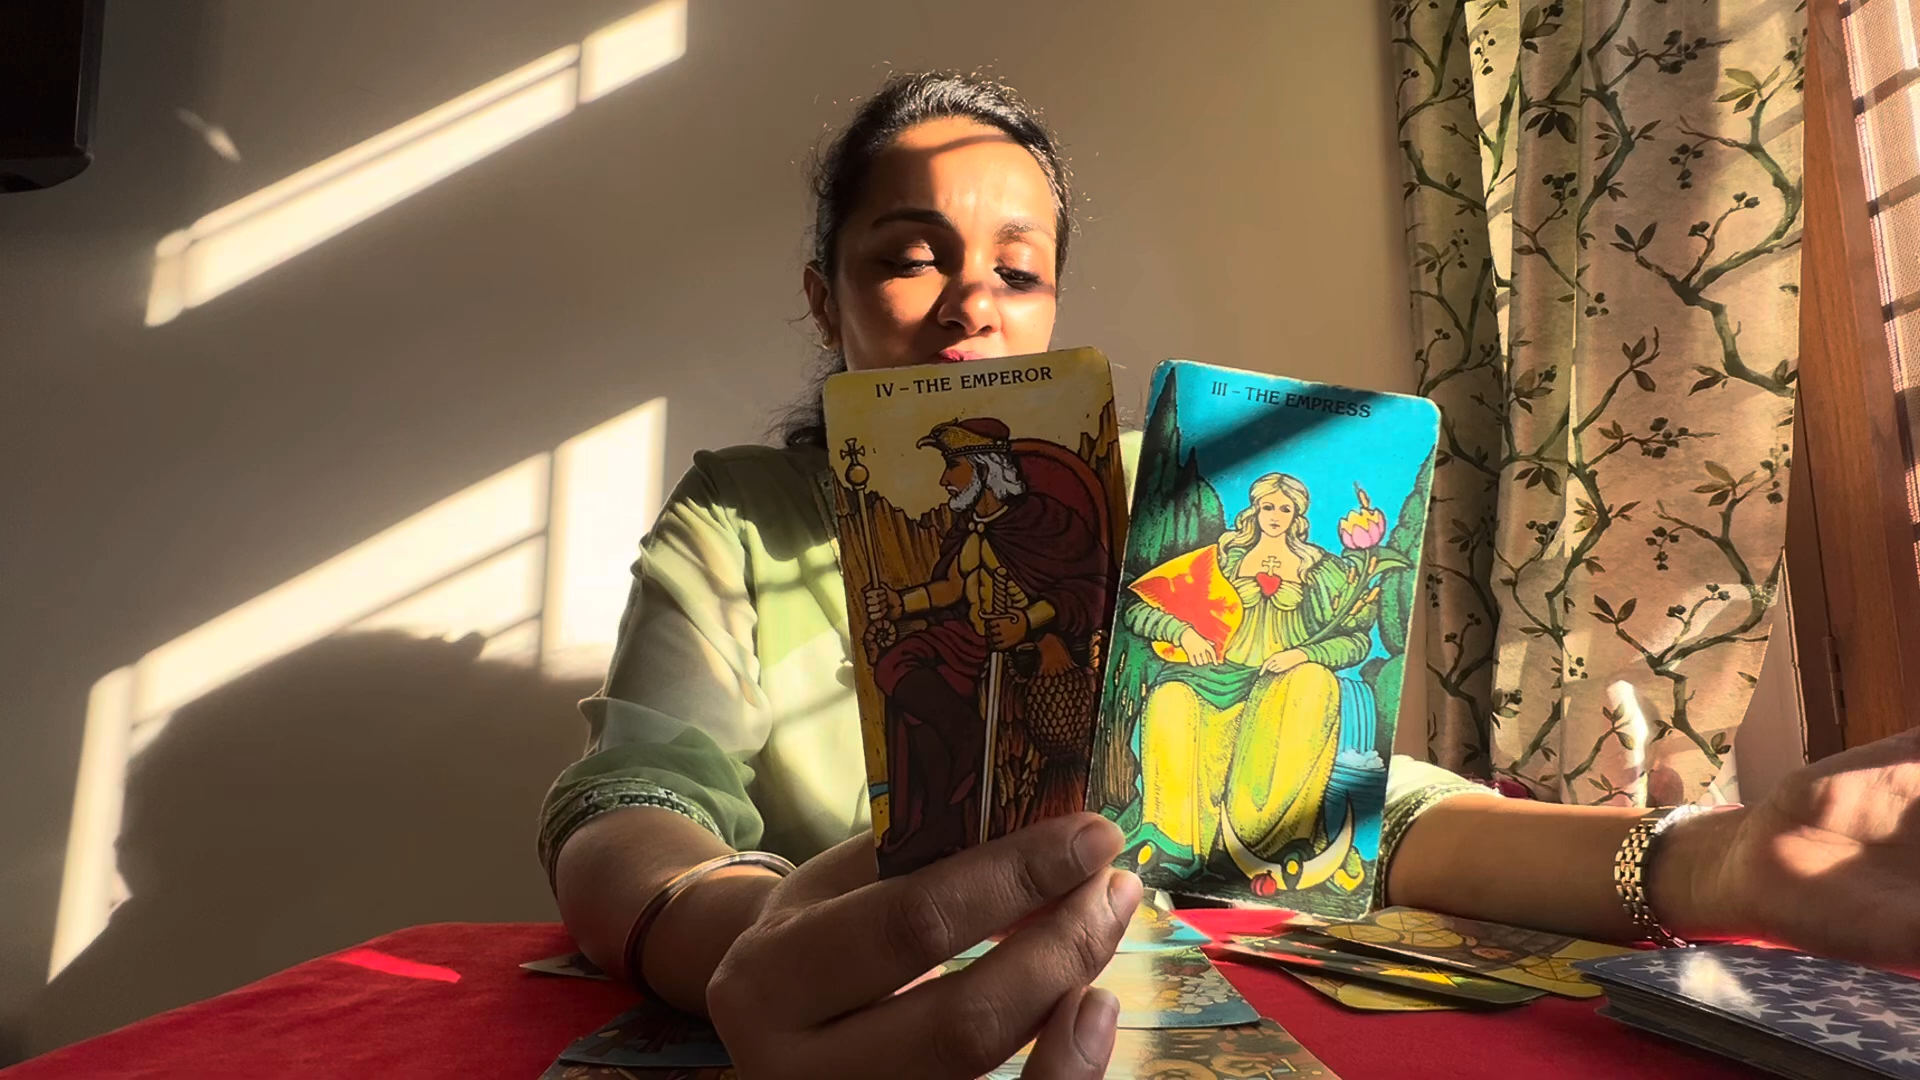 IV – THE EMPEROR
III – THE EMPRESS